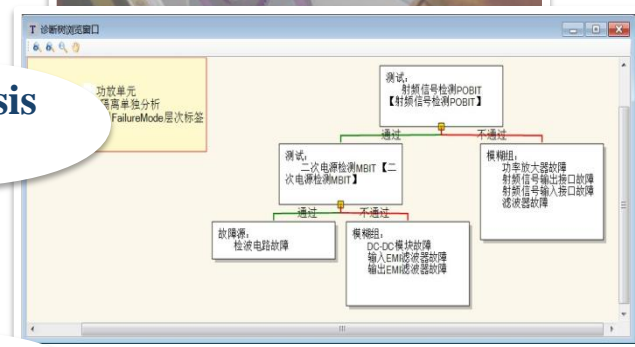 T 诊断树浏览窗口
sis
功放单元
隔离单独分析
FailureMode层次标签
测试:
射频信号检测POBIT
【射频信号检测POBIT】
通过
不通过
测试:
二次电源检测MBIT【二
次电源检测MBIT】
模糊组:
功率放大器故障
射频信号输出接口故障
射频信号输入接口故障
滤波器故障
通过
不通过
故障源:
检波电路故障
模糊组:
DC-DC模块故障
输入EMI滤波器故障
输出EMI滤波器故障